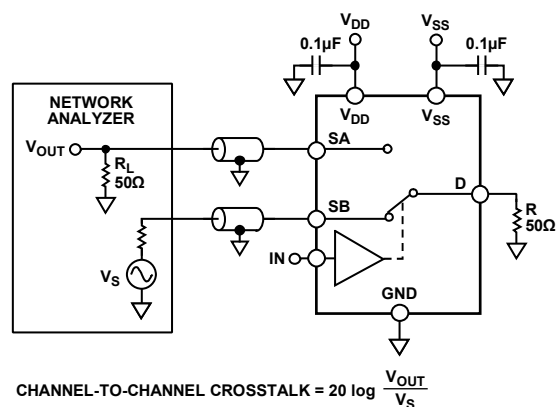 V_DD
V_SS
0.1µF
0.1µF
V_DD
V_SS
NETWORK
ANALYZER
V_OUT
R_L
50Ω
SA
SB
D
R
50Ω
V_S
IN
GND
CHANNEL-TO-CHANNEL CROSSTALK = 20 log V_OUT / V_S